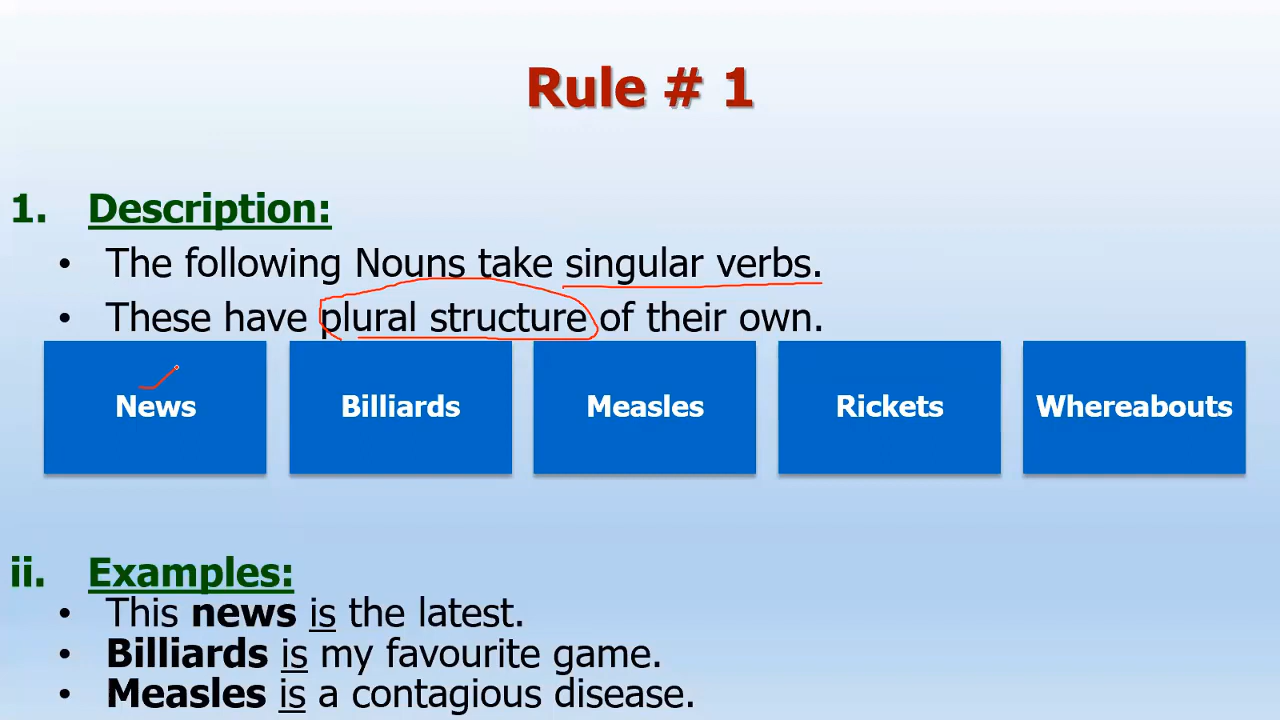 Rule # 1
1. Description:
• The following Nouns take singular verbs.
• These have plural structure of their own.
News
Billiards
Measles
Rickets
Whereabouts
ii. Examples:
• This news is the latest.
• Billiards is my favourite game.
• Measles is a contagious disease.